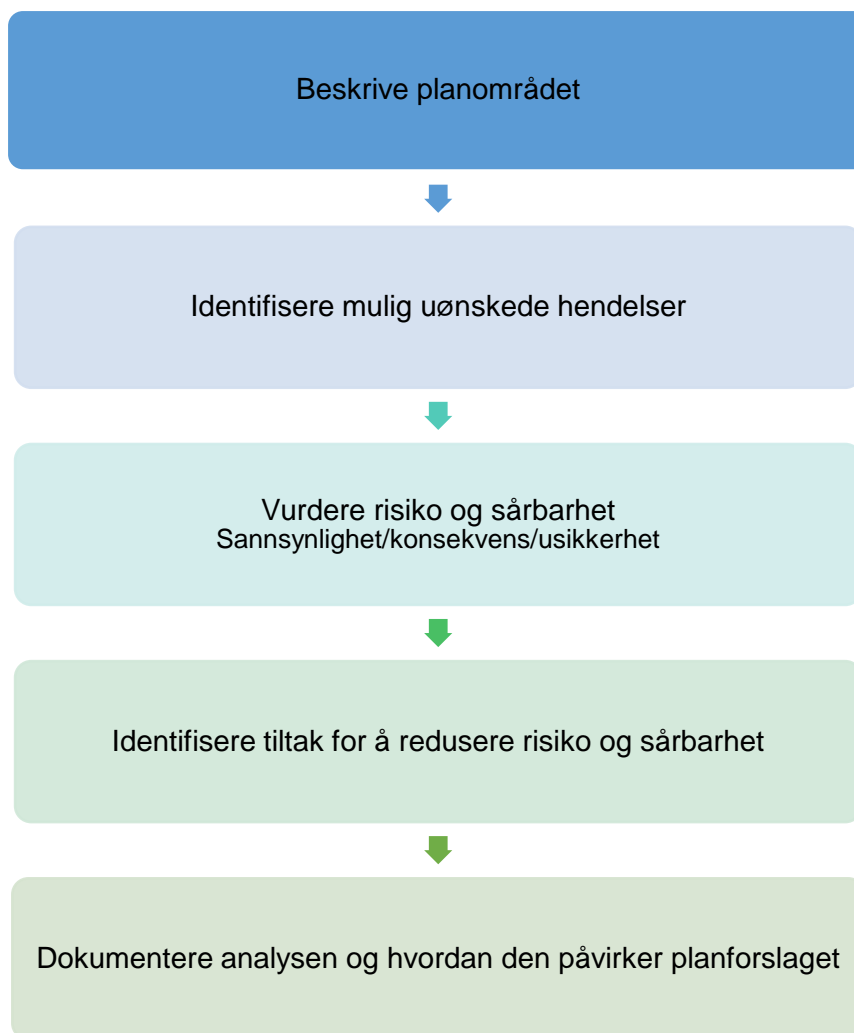 Beskrive planområdet
Identifisere mulig uønskede hendelser
Vurdere risiko og sårbarhet
Sannsynlighet/konsekvens/usikkerhet
Identifisere tiltak for å redusere risiko og sårbarhet
Dokumentere analysen og hvordan den påvirker planforslaget